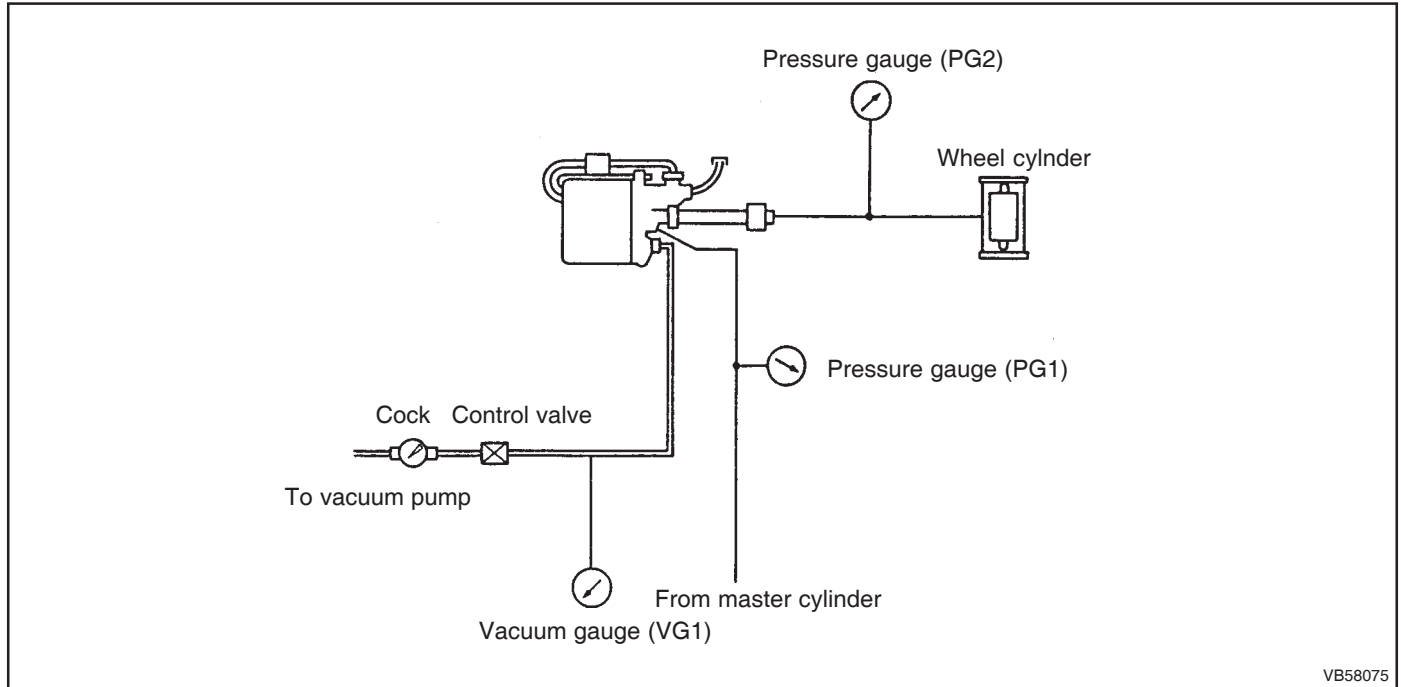 Pressure gauge (PG2)
Wheel cylnder
Pressure gauge (PG1)
Cock
Control valve
To vacuum pump
From master cylinder
Vacuum gauge (VG1)
VB58075